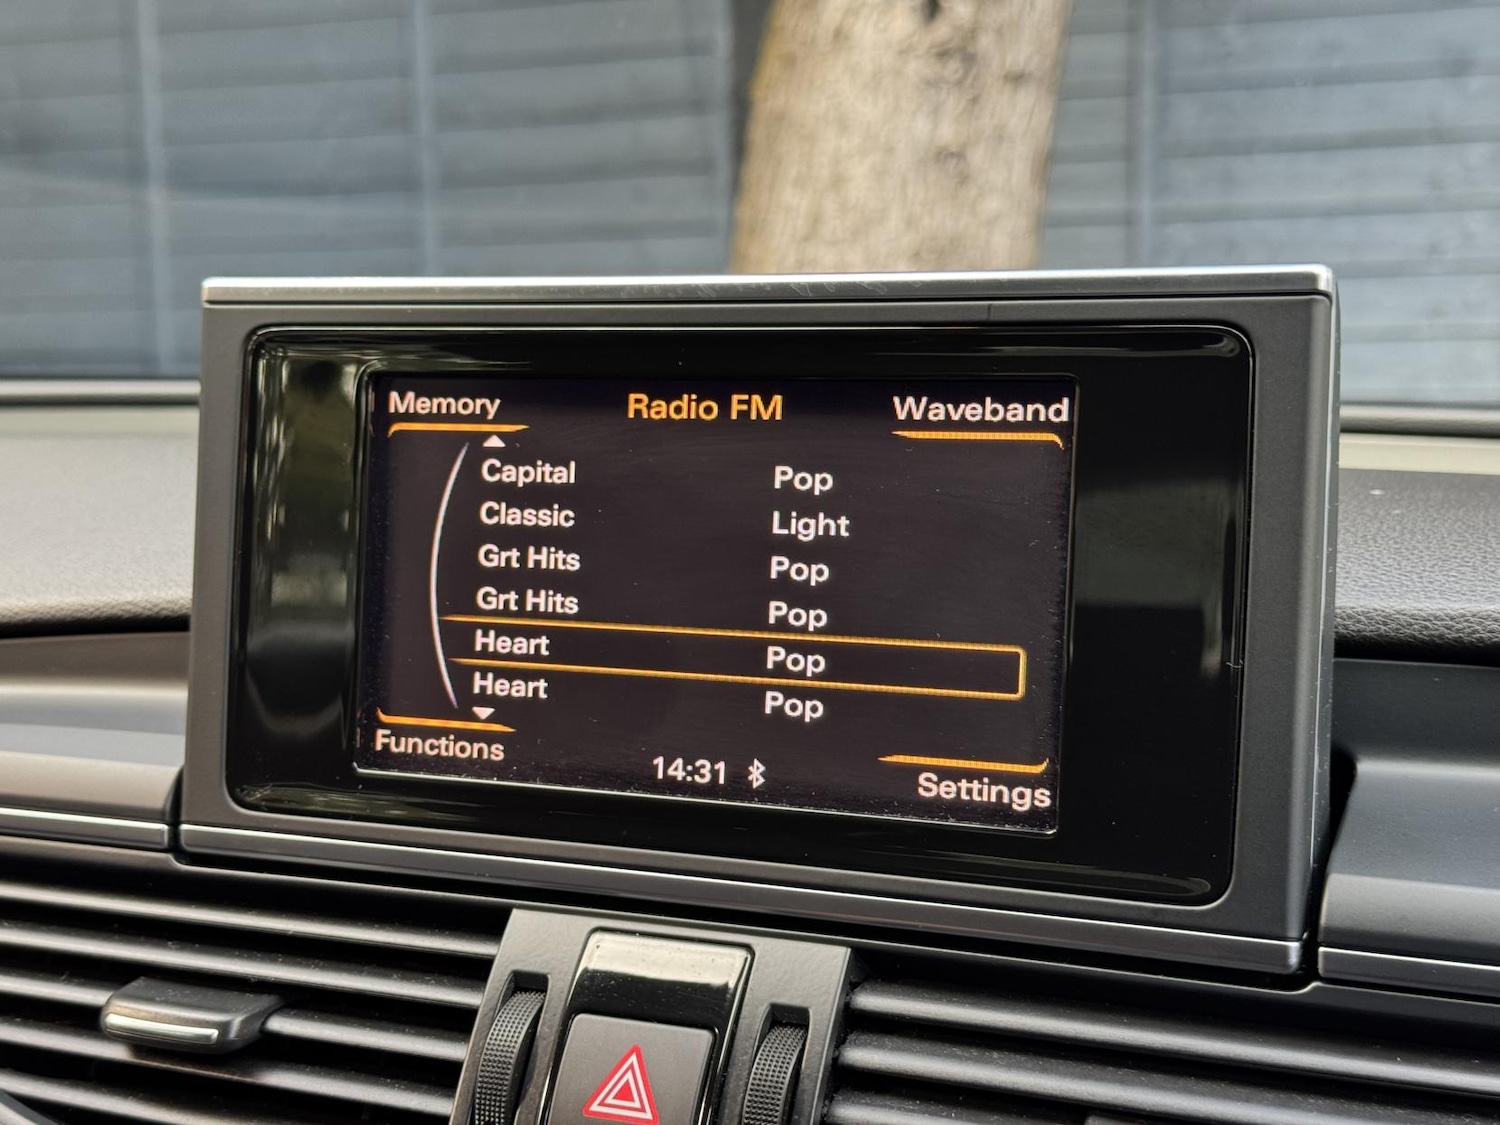 Memory Radio FM Waveband
Capital Pop
Classic Light
Grt Hits Pop
Grt Hits Pop
Heart Pop
Heart Pop
Functions 14:31 Settings